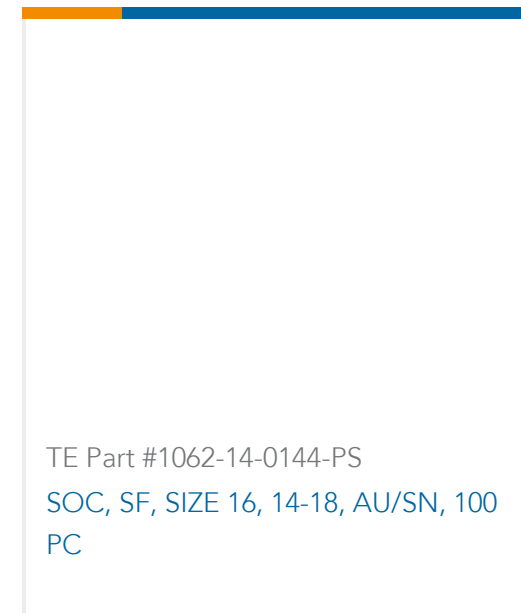 TE Part #1062-14-0144-PS
SOC, SF, SIZE 16, 14-18, AU/SN, 100
PC